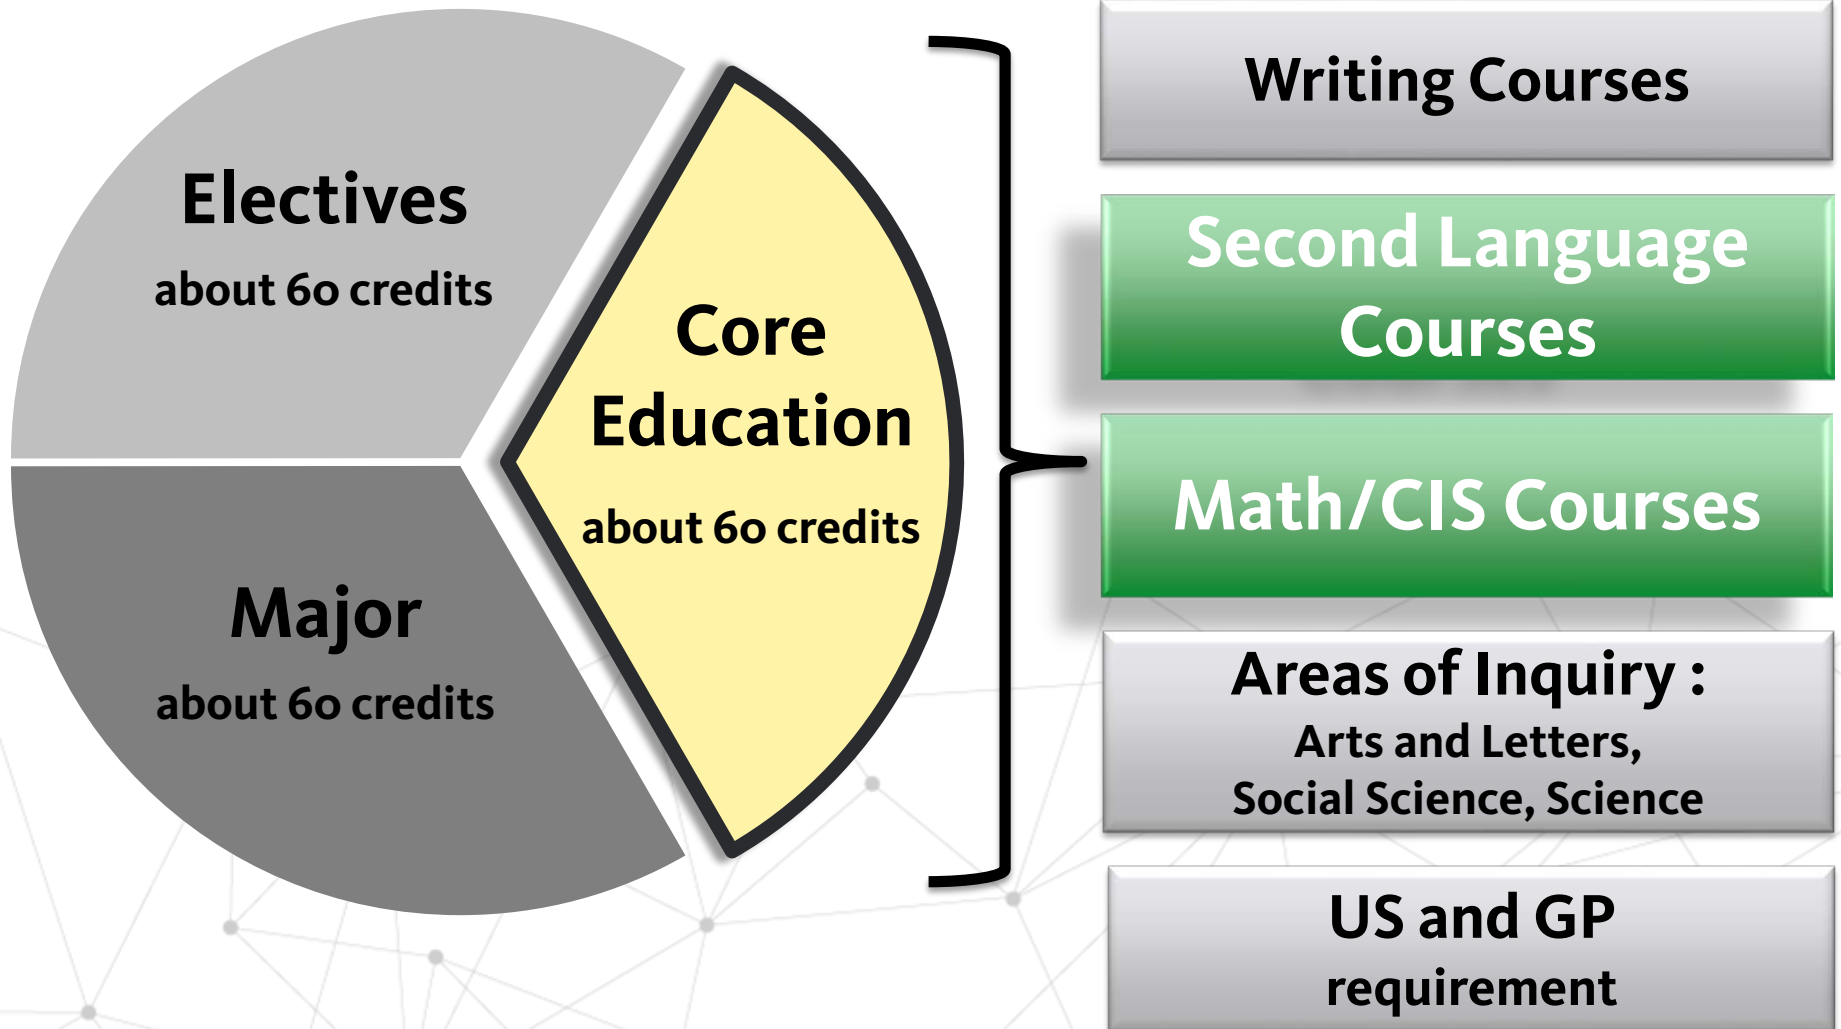 Electives
about 60 credits
Core
Education
about 60 credits
Major
about 60 credits
Writing Courses
Second Language
Courses
Math/CIS Courses
Areas of Inquiry :
Arts and Letters,
Social Science, Science
US and GP
requirement